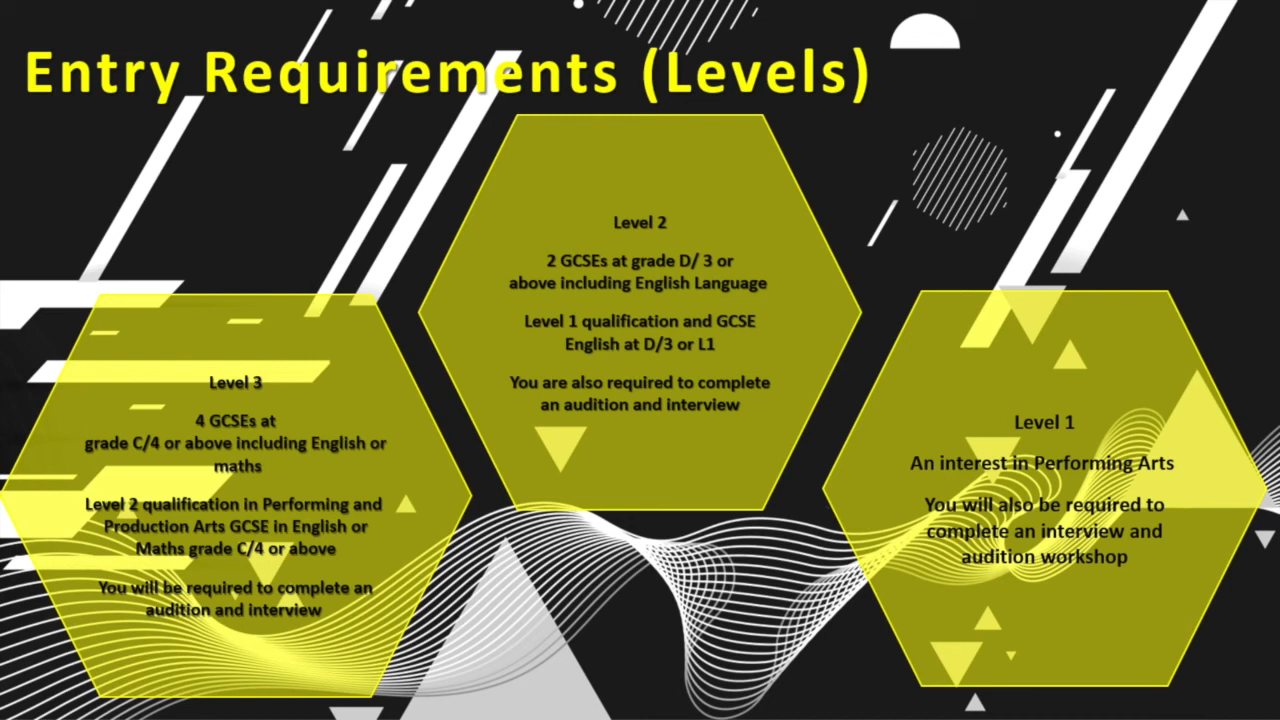 Entry Requirements (Levels)
Level 3
4 GCSEs at
grade C/4 or above including English or
maths
Level 2 qualification in Performing and
Production Arts GCSE in English or
Maths grade C/4 or above
You will be required to complete an
audition and interview
Level 2
2 GCSEs at grade D/ 3 or
above including English Language
Level 1 qualification and GCSE
English at D/3 or L1
You are also required to complete
an audition and interview
Level 1
An interest in Performing Arts
You will also be required to
complete an interview and
audition workshop